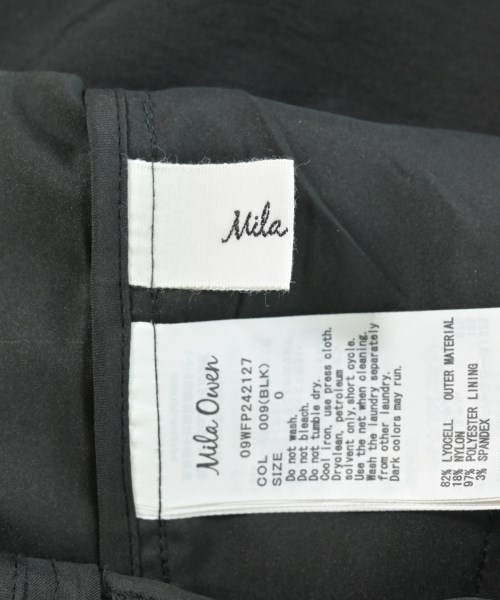 Mila
Mila Owen
09WFP242127
COL 009(BLK)
SIZE 0
Do not wash.
Do not bleach.
Do not tumble dry.
Cool iron, use press cloth.
Dryclean, petroleum
solvent only,short cycle.
Use the net when cleaning.
Wash the laundry separately
from other laundry.
Dark colors may run.
82% LYOCELL OUTER MATERIAL
18% NYLON
97% POLYESTER LINING
3% SPANDEX